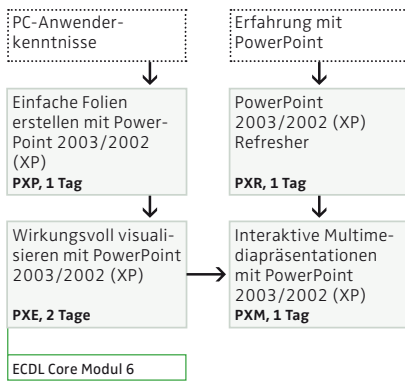 PC-Anwender-
kenntnisse
Erfahrung mit
PowerPoint
Einfache Folien
erstellen mit Power-
Point 2003/2002
(XP)
PXP, 1 Tag
PowerPoint
2003/2002 (XP)
Refresher
PXR, 1 Tag
Wirkungsvoll visuali-
sieren mit PowerPoint
2003/2002 (XP)
PXE, 2 Tage
Interaktive Multime-
diapräsentationen
mit PowerPoint
2003/2002 (XP)
PXM, 1 Tag
ECDL Core Modul 6